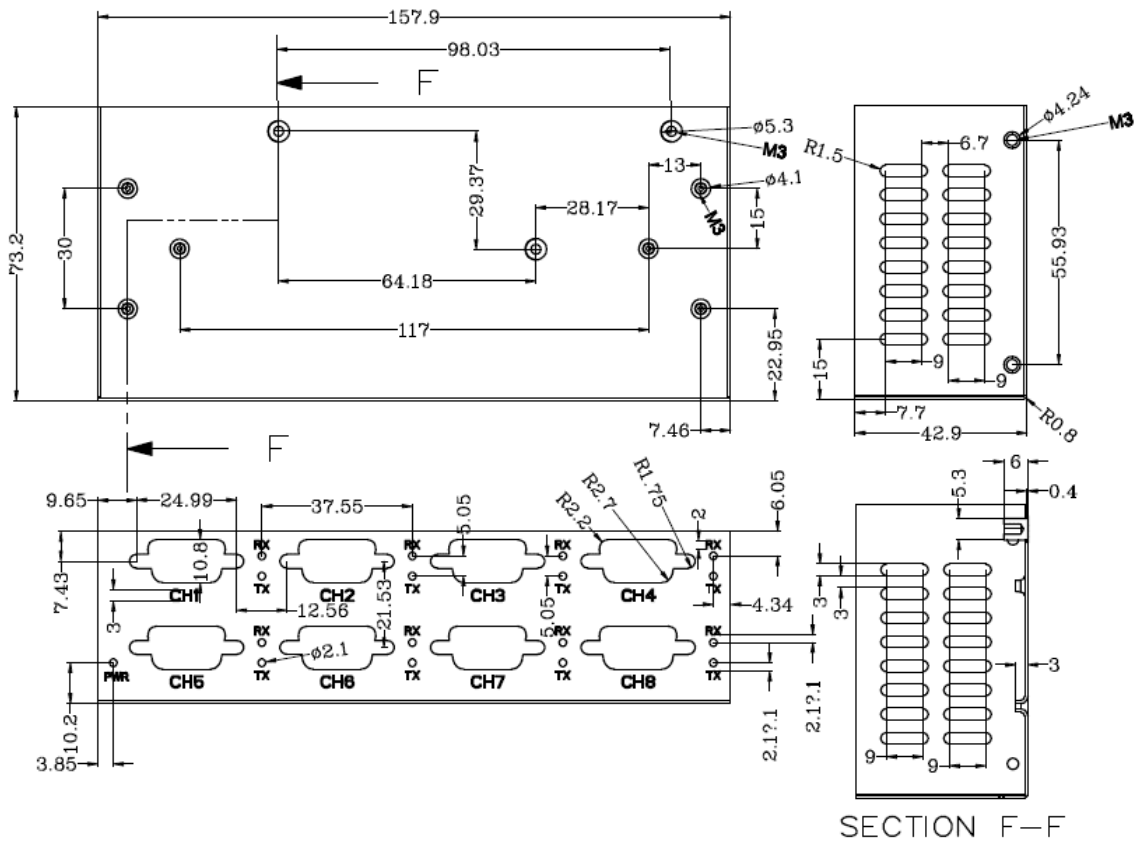 157.9
98.03
F
ø5.3
M3
13
ø4.1
M3
29.37
28.17
15
73.2
30
64.18
117
22.95
7.46
F
ø4.24
M3
R1.5
6.7
55.93
15
9
9
7.7
42.9
R0.8
9.65
24.99
37.55
5.05
R2.7
R2.2
R1.75
2
6.05
7.43
10.8
RX
RX
RX
RX
TX
TX
TX
TX
CH1
CH2
CH3
CH4
3
12.56
21.53
5.05
4.34
RX
RX
RX
RX
ø2.1
PWR
TX
TX
TX
TX
CH5
CH6
CH7
CH8
10.2
3.85
2.1?.1
2.1?.1
6
5.3
0.4
3
3
3
9
9
SECTION F-F